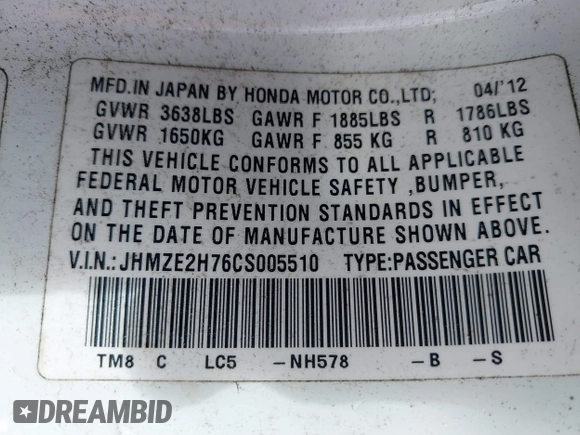 MFD.IN JAPAN BY HONDA MOTOR CO.,LTD; 04/'12
GVWR 3638LBS GAWR F 1885LBS R 1786LBS
GVWR 1650KG GAWR F 855 KG R 810 KG
THIS VEHICLE CONFORMS TO ALL APPLICABLE
FEDERAL MOTOR VEHICLE SAFETY ,BUMPER,
AND THEFT PREVENTION STANDARDS IN EFFECT
ON THE DATE OF MANUFACTURE SHOWN ABOVE.
V.I.N.:JHMZE2H76CS005510 TYPE:PASSENGER CAR
TM8 C LC5 -NH578 -B -S
DREAMBID